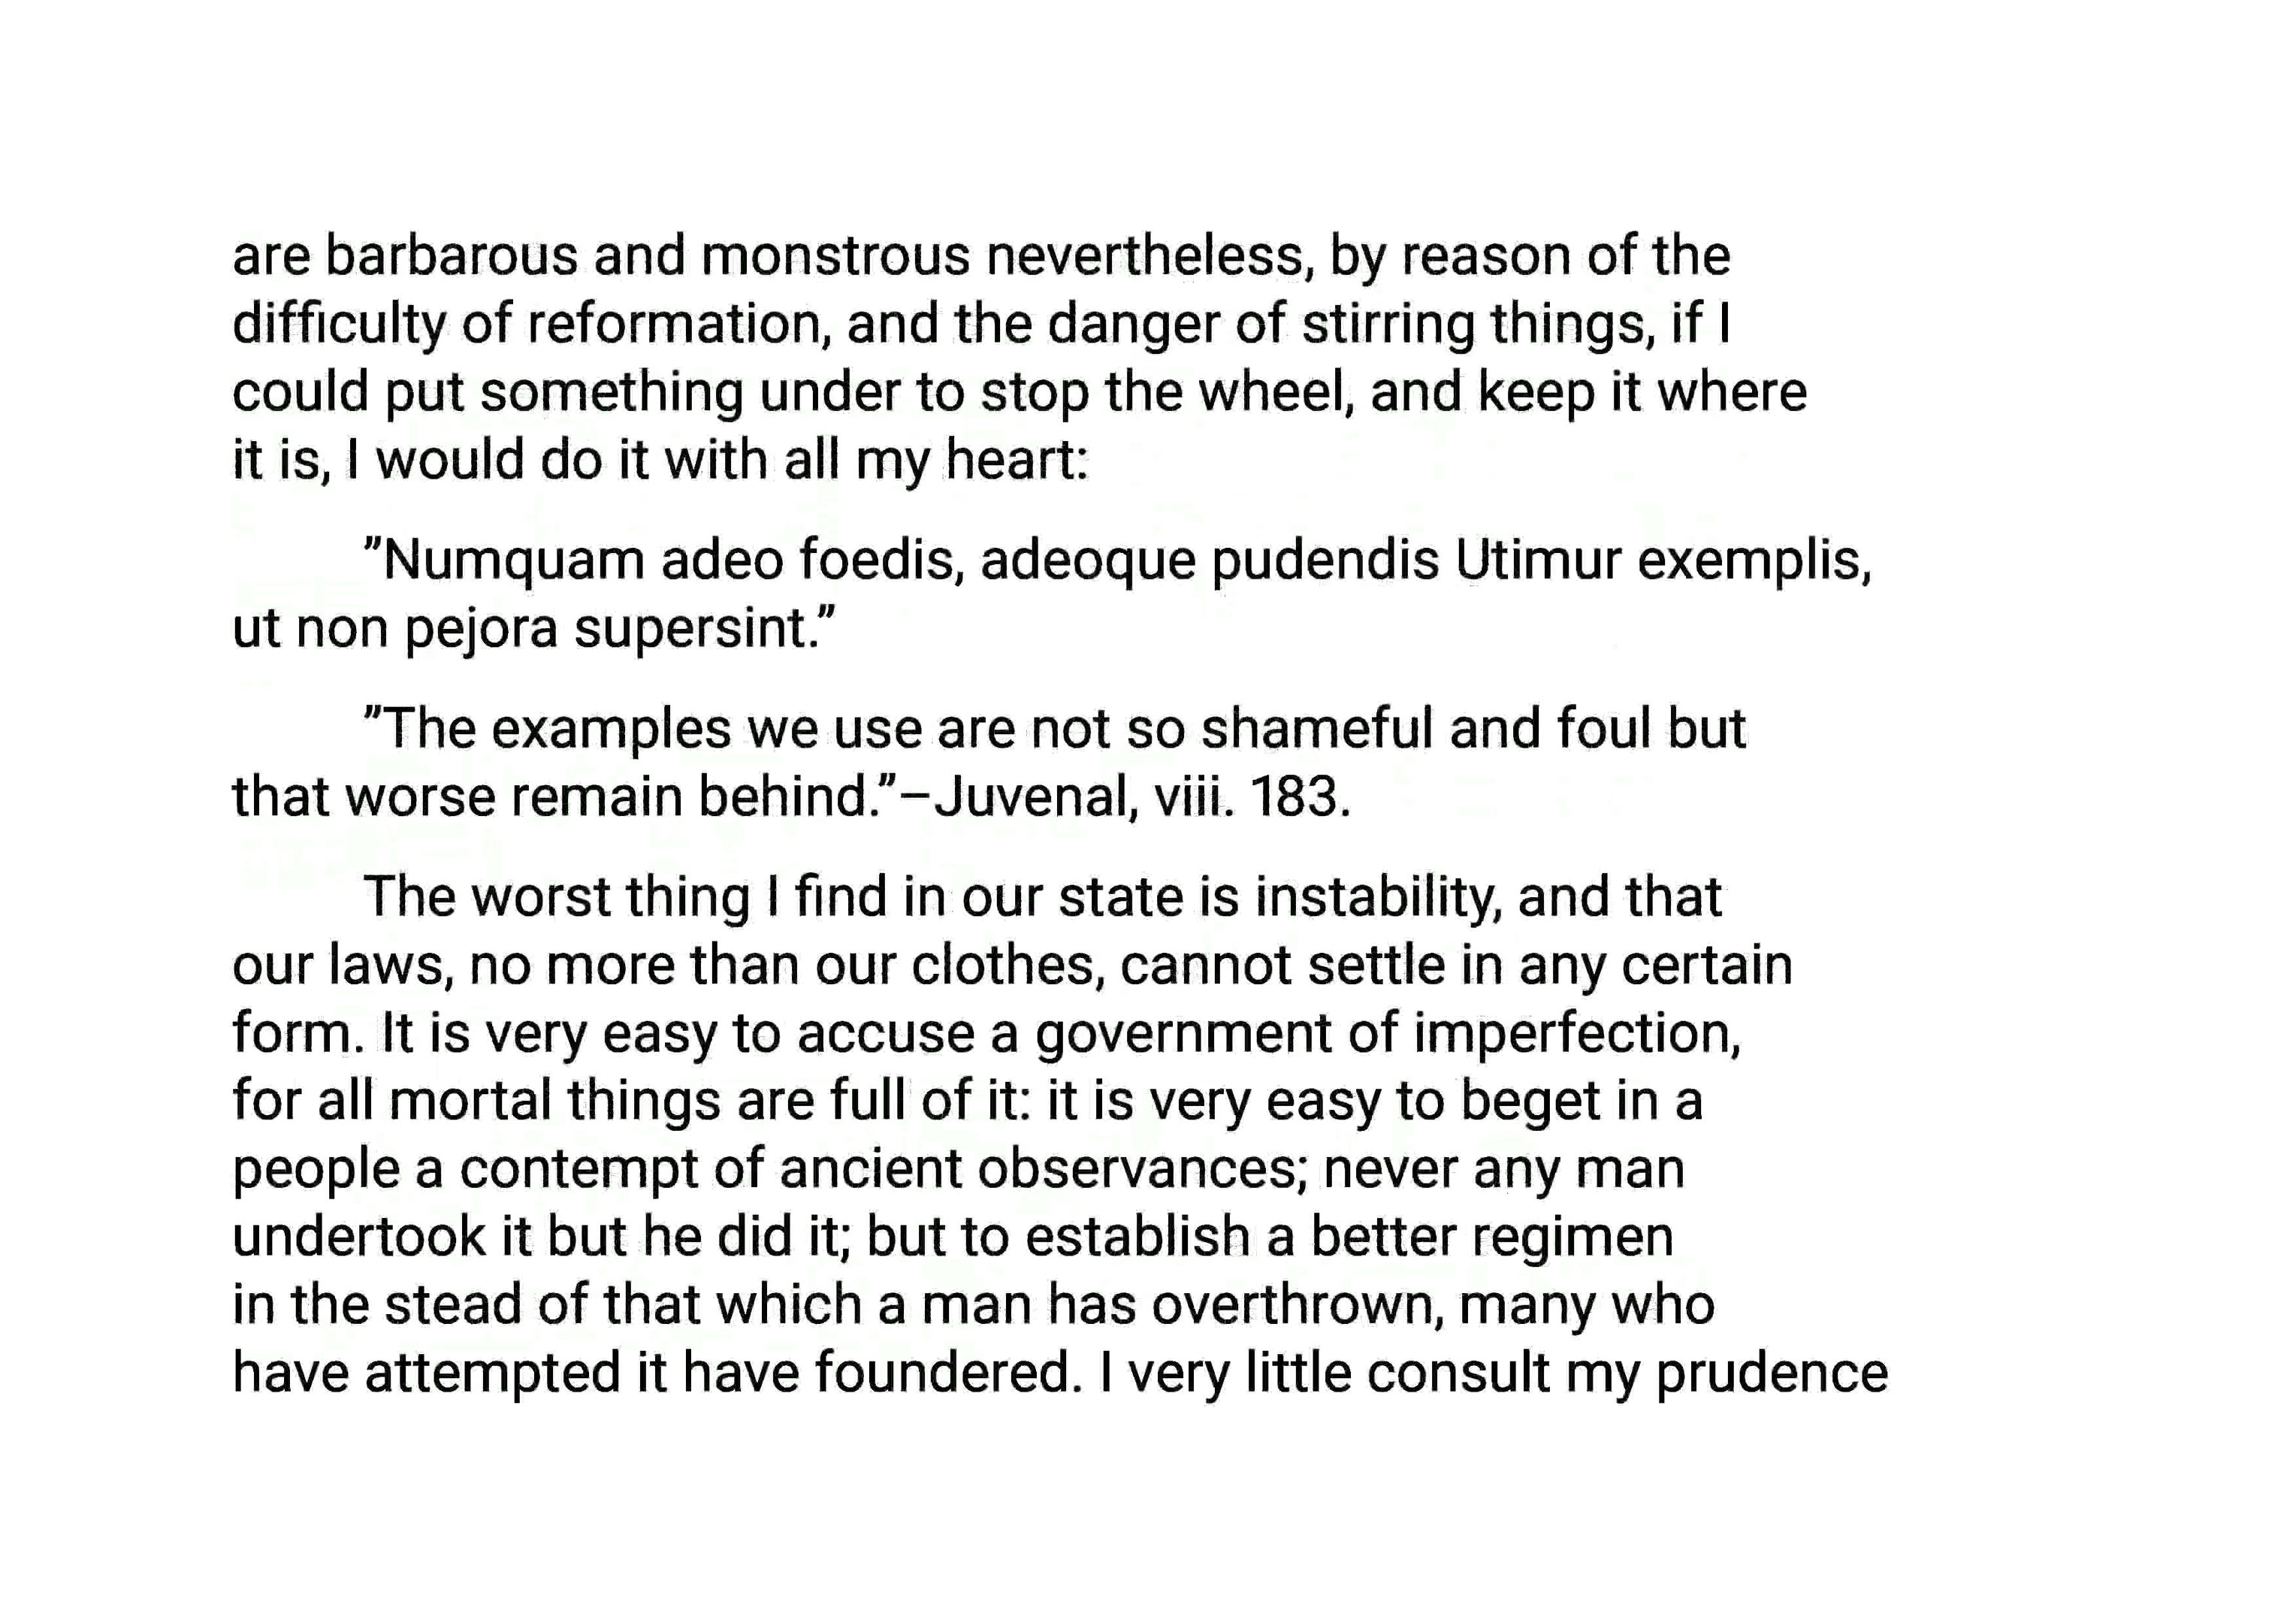 are barbarous and monstrous nevertheless, by reason of the
difficulty of reformation, and the danger of stirring things, if I
could put something under to stop the wheel, and keep it where
it is, I would do it with all my heart:
”Numquam adeo foedis, adeoque pudendis Utimur exemplis,
ut non pejora supersint.”
”The examples we use are not so shameful and foul but
that worse remain behind.”–Juvenal, viii. 183.
The worst thing I find in our state is instability, and that
our laws, no more than our clothes, cannot settle in any certain
form. It is very easy to accuse a government of imperfection,
for all mortal things are full of it: it is very easy to beget in a
people a contempt of ancient observances; never any man
undertook it but he did it; but to establish a better regimen
in the stead of that which a man has overthrown, many who
have attempted it have foundered. I very little consult my prudence